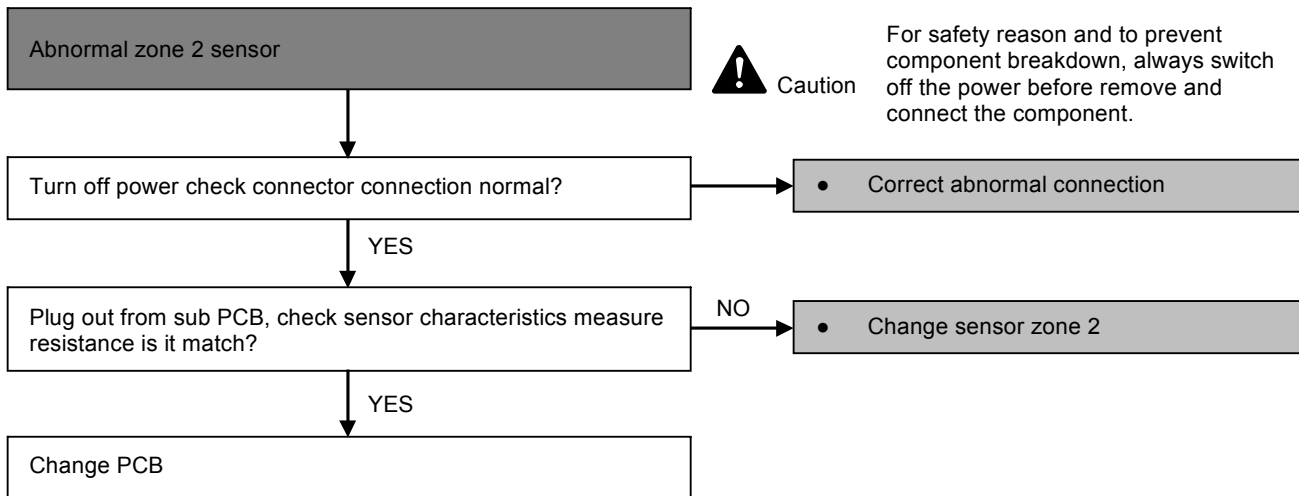 Abnormal zone 2 sensor
Caution
For safety reason and to prevent
component breakdown, always switch
off the power before remove and
connect the component.
Turn off power check connector connection normal?
● Correct abnormal connection
YES
Plug out from sub PCB, check sensor characteristics measure
resistance is it match?
NO
● Change sensor zone 2
YES
Change PCB